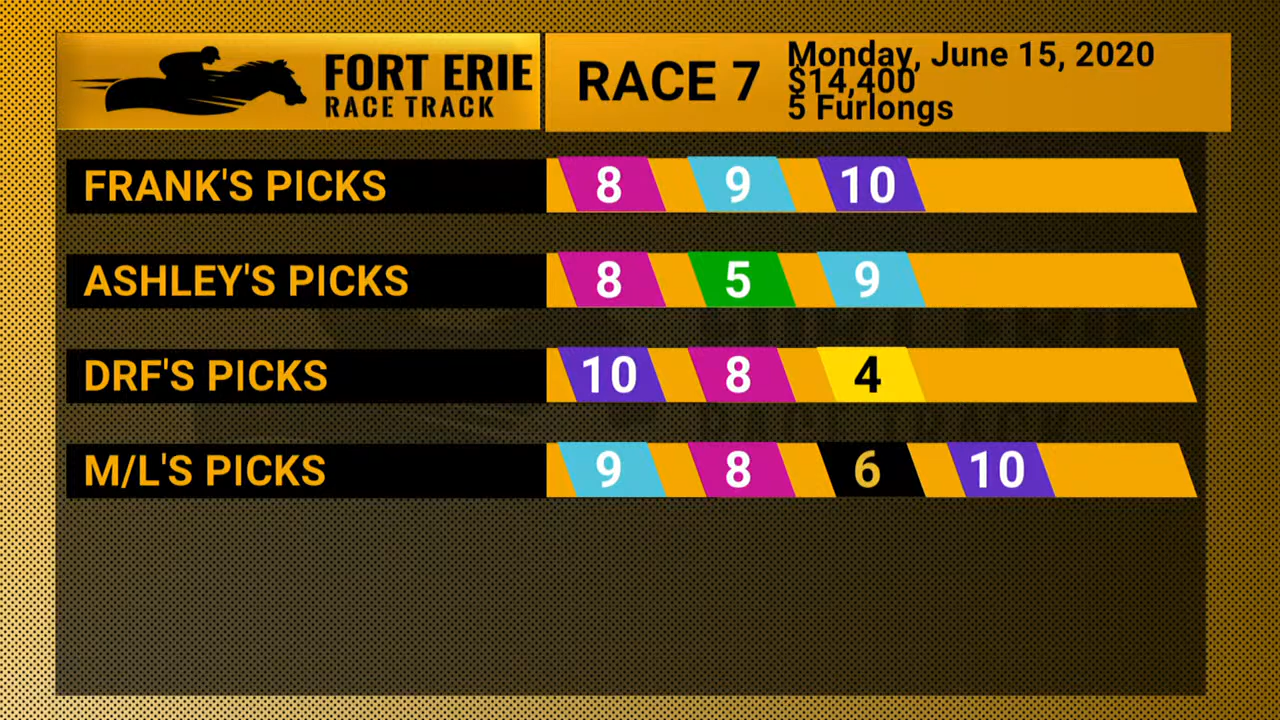 FORT ERIE
RACE TRACK
RACE 7
Monday, June 15, 2020
$14,400
5 Furlongs
FRANK'S PICKS 8 9 10
ASHLEY'S PICKS 8 5 9
DRF'S PICKS 10 8 4
M/L'S PICKS 9 8 6 10